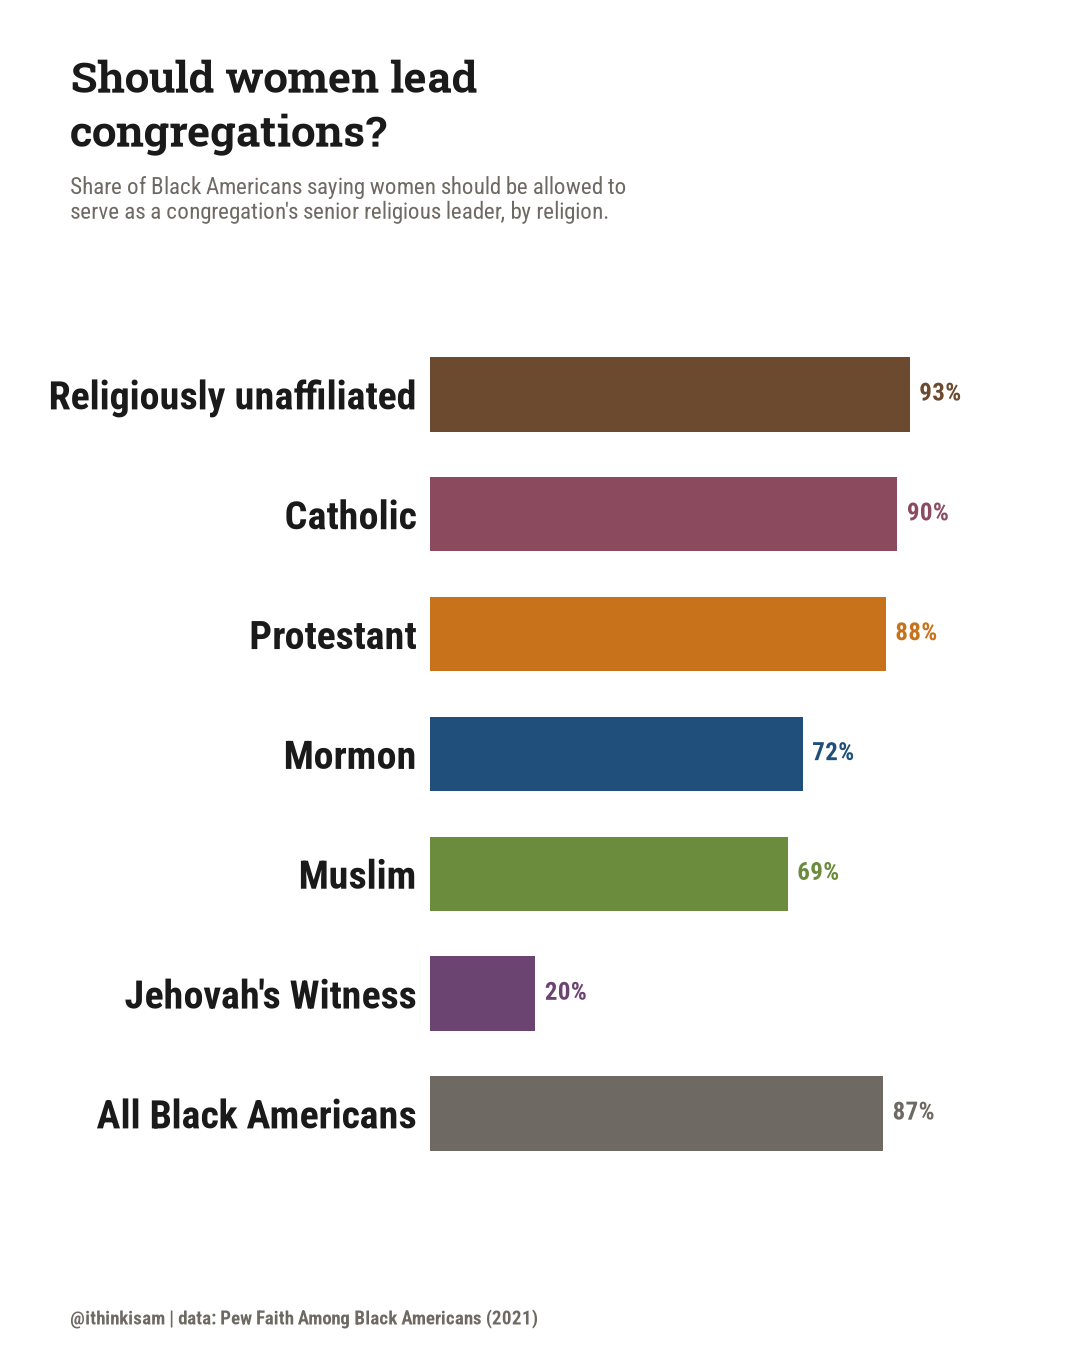 Should women lead
congregations?
Share of Black Americans saying women should be allowed to
serve as a congregation's senior religious leader, by religion.
Religiously unaffiliated 93%
Catholic 90%
Protestant 88%
Mormon 72%
Muslim 69%
Jehovah's Witness 20%
All Black Americans 87%
@ithinkisam | data: Pew Faith Among Black Americans (2021)